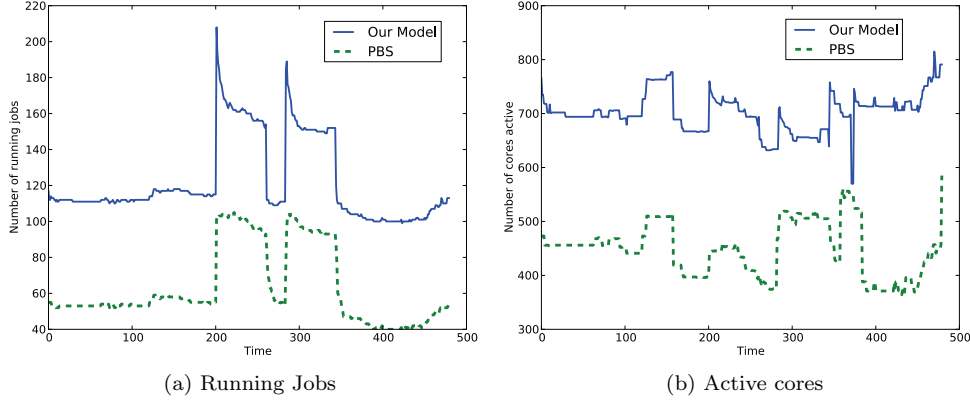 220
200
180
160
140
120
100
80
60
40
Number of running jobs
0 100 200 300 400 500
Time
Our Model
PBS
(a) Running Jobs
900
800
700
600
500
400
300
Number of cores active
0 100 200 300 400 500
Time
Our Model
PBS
(b) Active cores